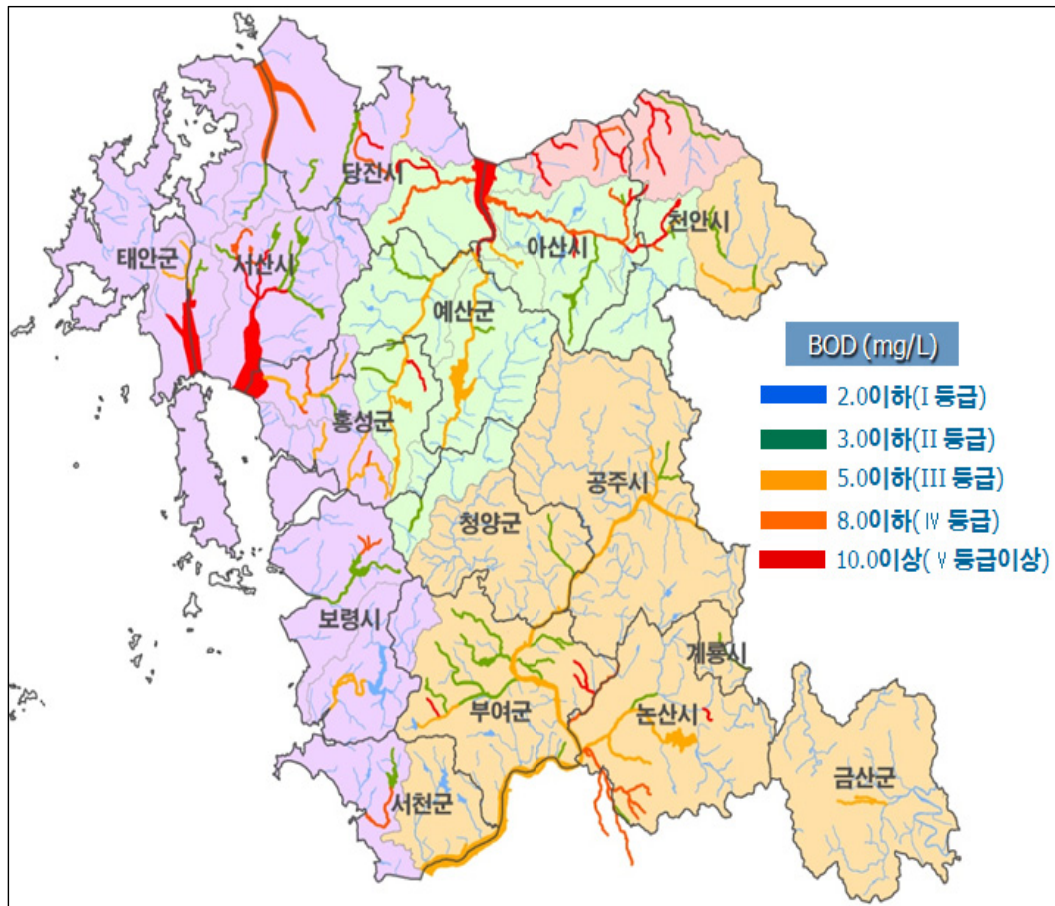 당진시
천안시
아산시
태안군
서산시
예산군
BOD (mg/L)
2.0이하(I 등급)
3.0이하(II 등급)
5.0이하(III 등급)
8.0이하(Ⅳ 등급)
10.0이상(Ⅴ 등급이상)
홍성군
공주시
청양군
보령시
계룡시
부여군
논산시
금산군
서천군